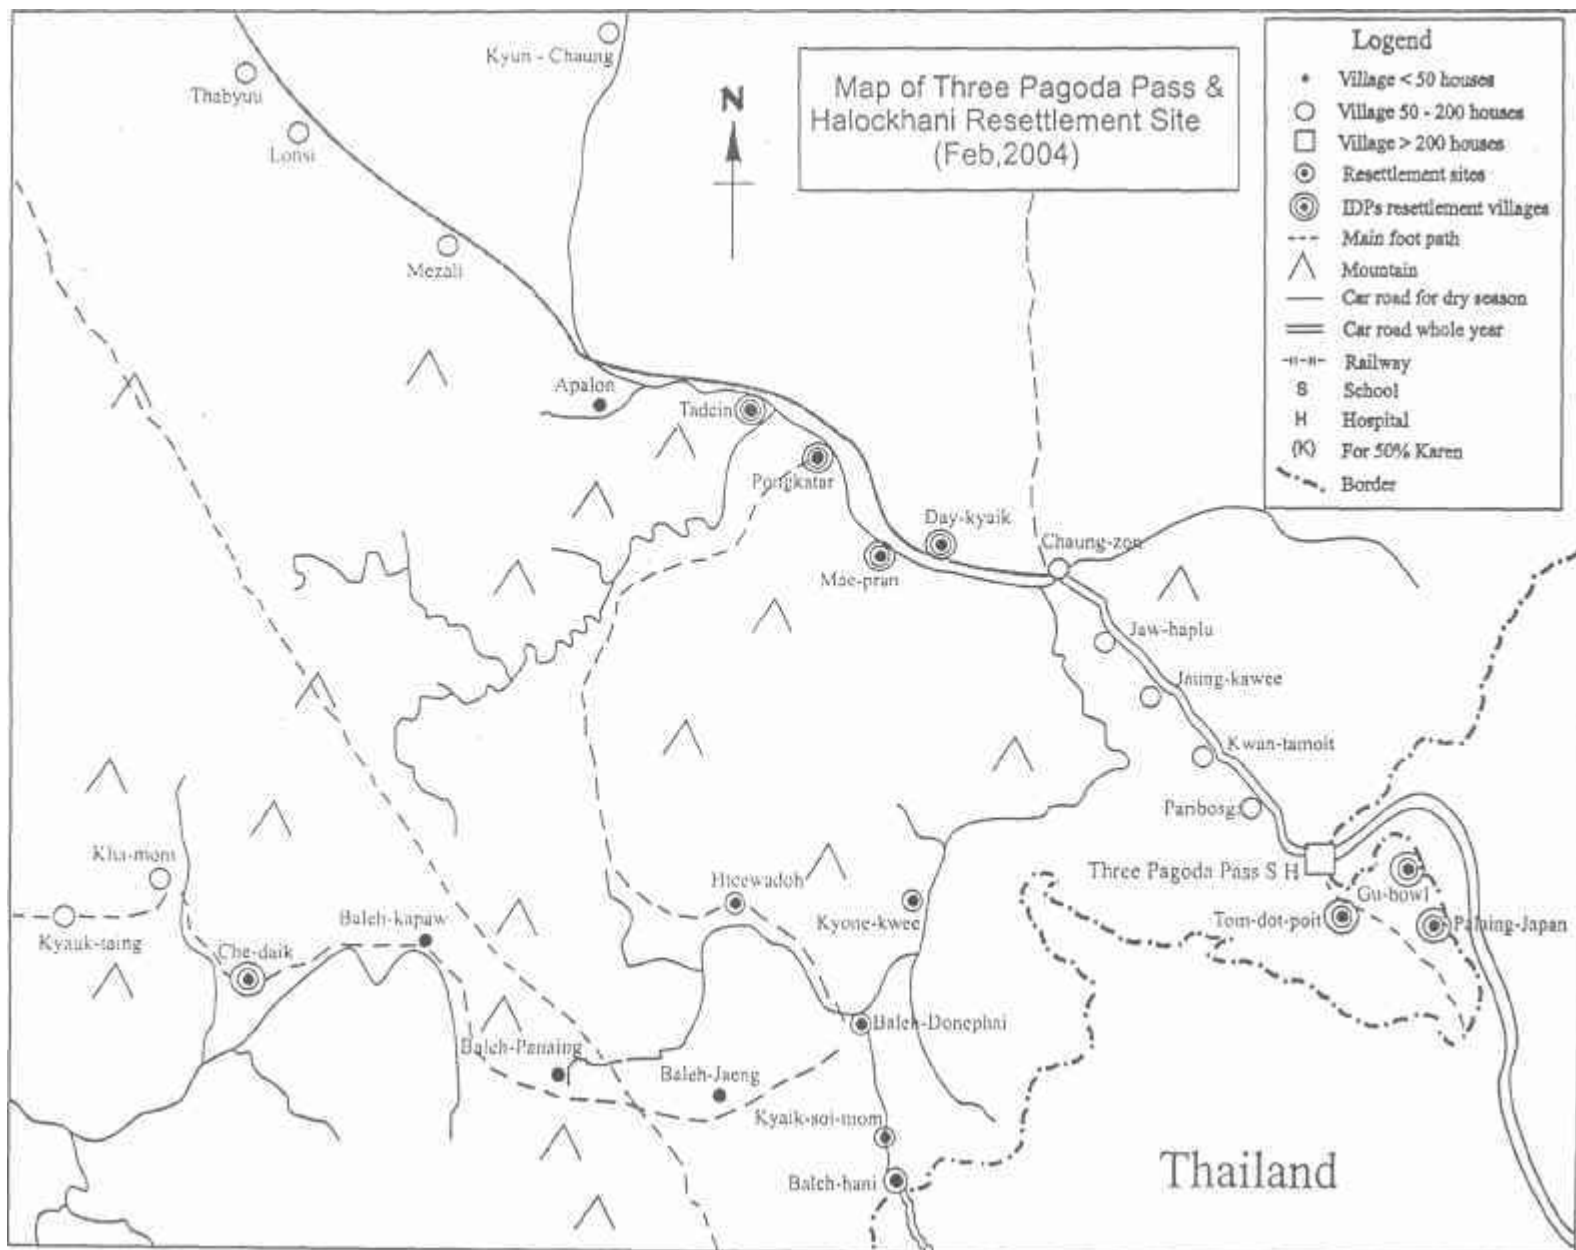 Kyun - Chaung
Thabyuu
Lonsi
Mezali
N
Map of Three Pagoda Pass &
Halockhani Resettlement Site
(Feb,2004)
Logend
Village < 50 houses
Village 50 - 200 houses
Village > 200 houses
Resettlement sites
IDPs resettlement villages
Main foot path
Mountain
Car road for dry season
Car road whole year
Railway
S School
H Hospital
(K) For 50% Karen
Border
Apalon
Tadein
Pongkatar
Day-kyaik
Mae-pran
Chaung-zon
Jaw-haplu
Jaung-kawee
Kwan-tamoit
Panbosg
Three Pagoda Pass S H
Gu-bowl
Tom-dot-poit
Palaing-Japan
Kha-mom
Kyauk-taing
Che-daik
Baleh-kapaw
Hteewadoh
Kyone-kwee
Baleh-Donephai
Baleh-Panaing
Baleh-Jaeng
Kyaik-soi-mom
Baleh-hani
Thailand